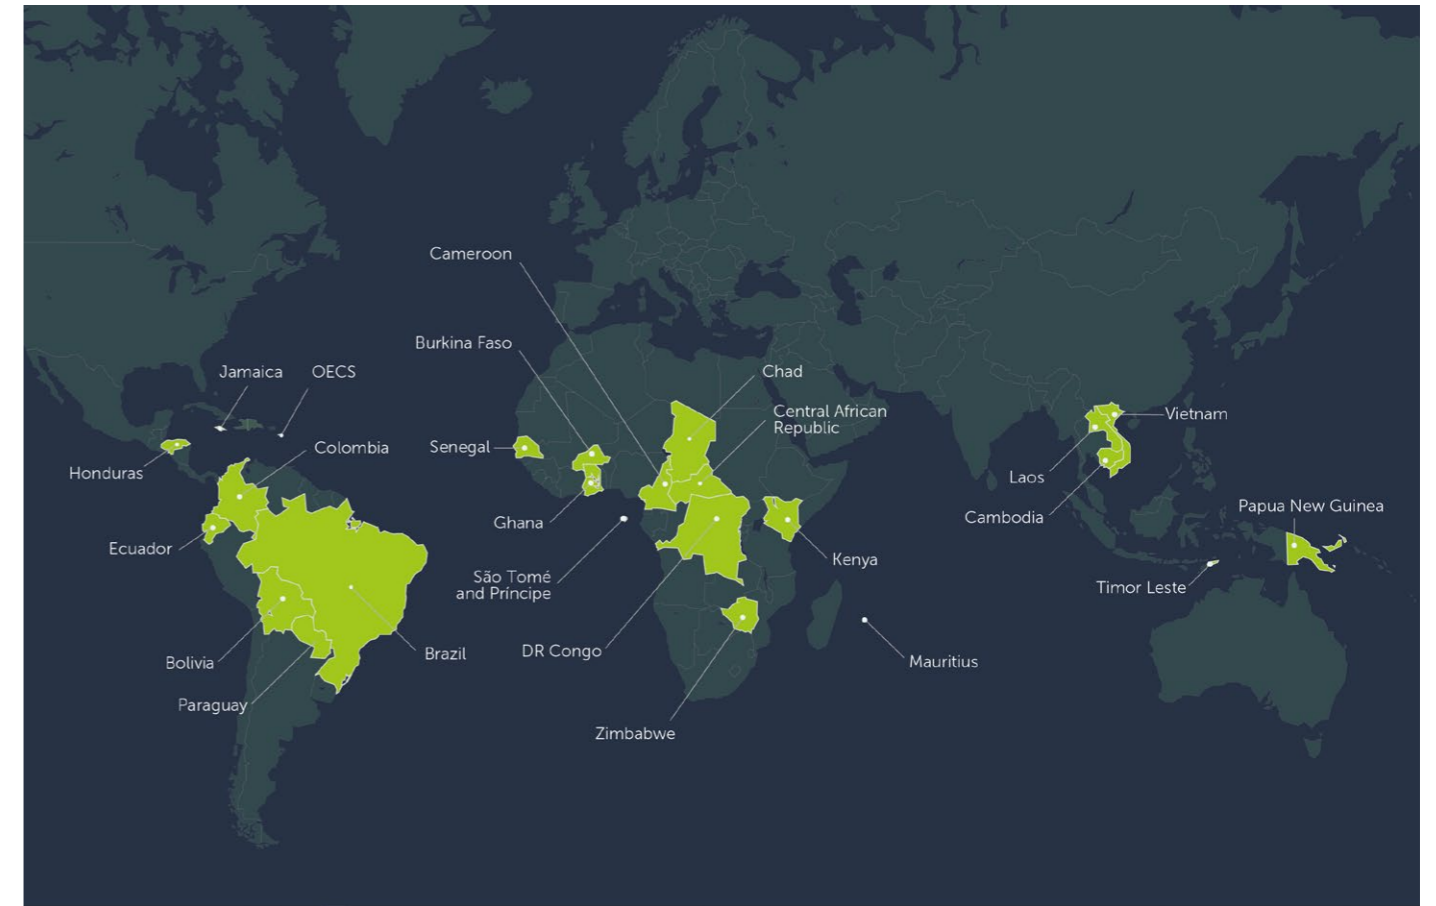 Cameroon
Burkina Faso
Jamaica
OECS
Chad
Central African
Republic
Vietnam
Senegal
Colombia
Honduras
Laos
Papua New Guinea
Cambodia
Ghana
Ecuador
Kenya
São Tomé
and Príncipe
Timor Leste
DR Congo
Brazil
Bolivia
Mauritius
Paraguay
Zimbabwe